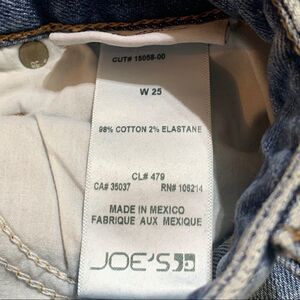 CUT# 15058-00
W 25
98% COTTON 2% ELASTANE
CL# 479
CA# 35037 RN# 106214
MADE IN MEXICO
FABRIQUE AUX MEXIQUE
JOE'S